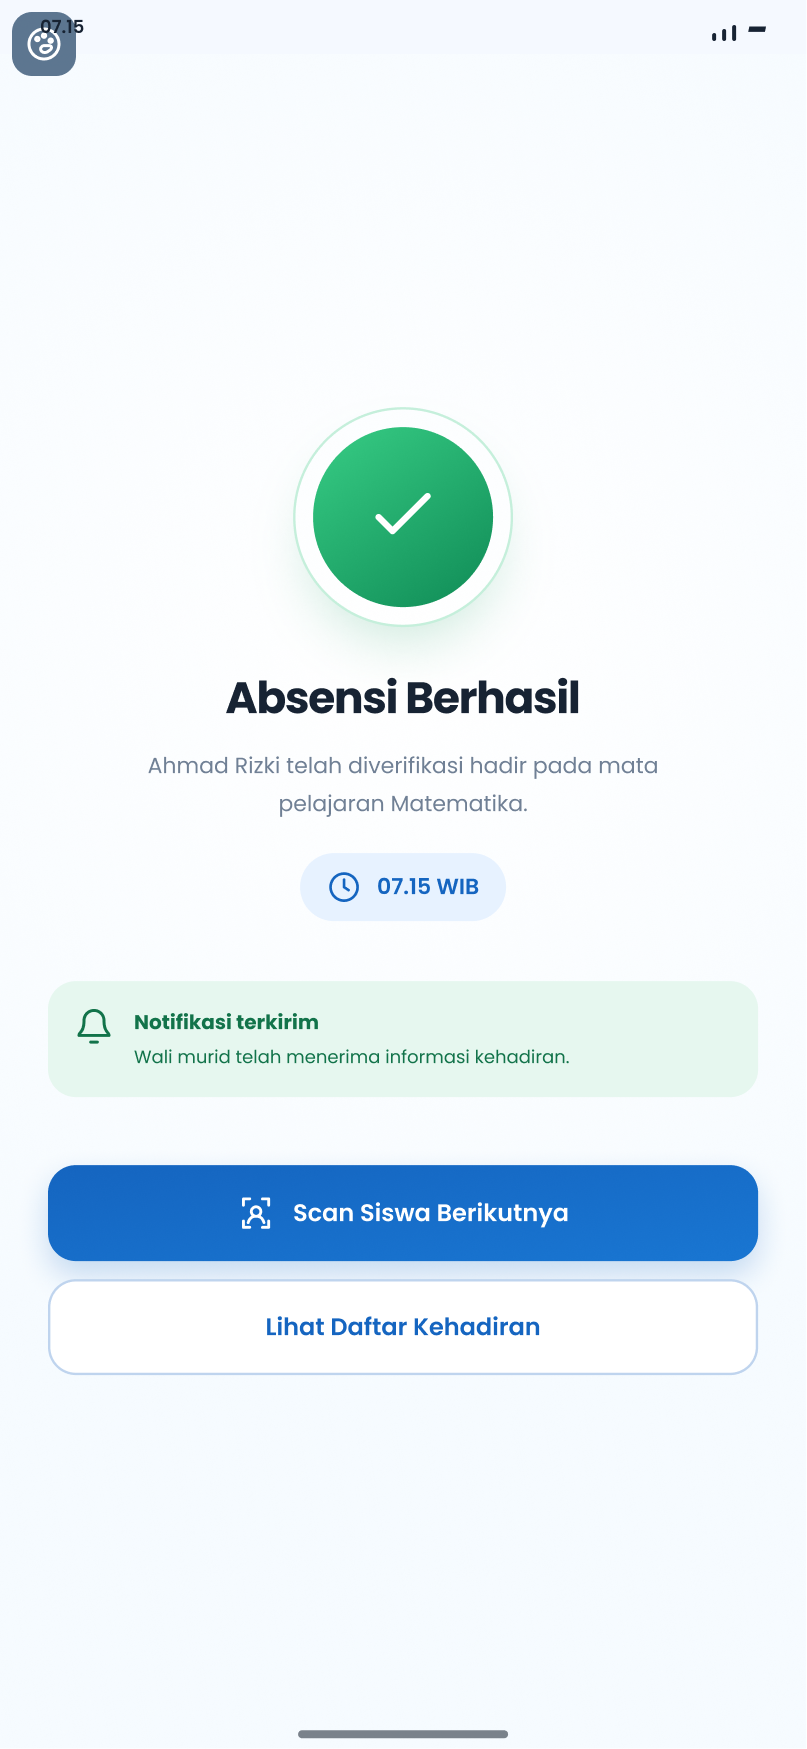 07.15
Absensi Berhasil
Ahmad Rizki telah diverifikasi hadir pada mata
pelajaran Matematika.
07.15 WIB
Notifikasi terkirim
Wali murid telah menerima informasi kehadiran.
Scan Siswa Berikutnya
Lihat Daftar Kehadiran